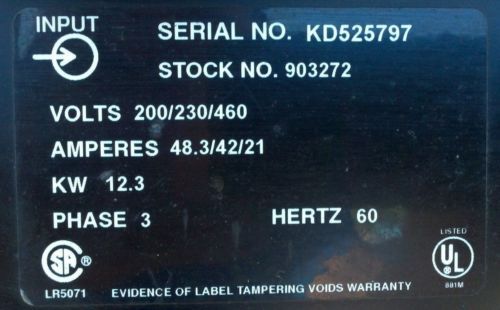 INPUT
SERIAL NO. KD525797
STOCK NO. 903272
VOLTS 200/230/460
AMPERES 48.3/42/21
KW 12.3
PHASE 3 HERTZ 60
SA ®
LR5071
EVIDENCE OF LABEL TAMPERING VOIDS WARRANTY
LISTED
UL
881M